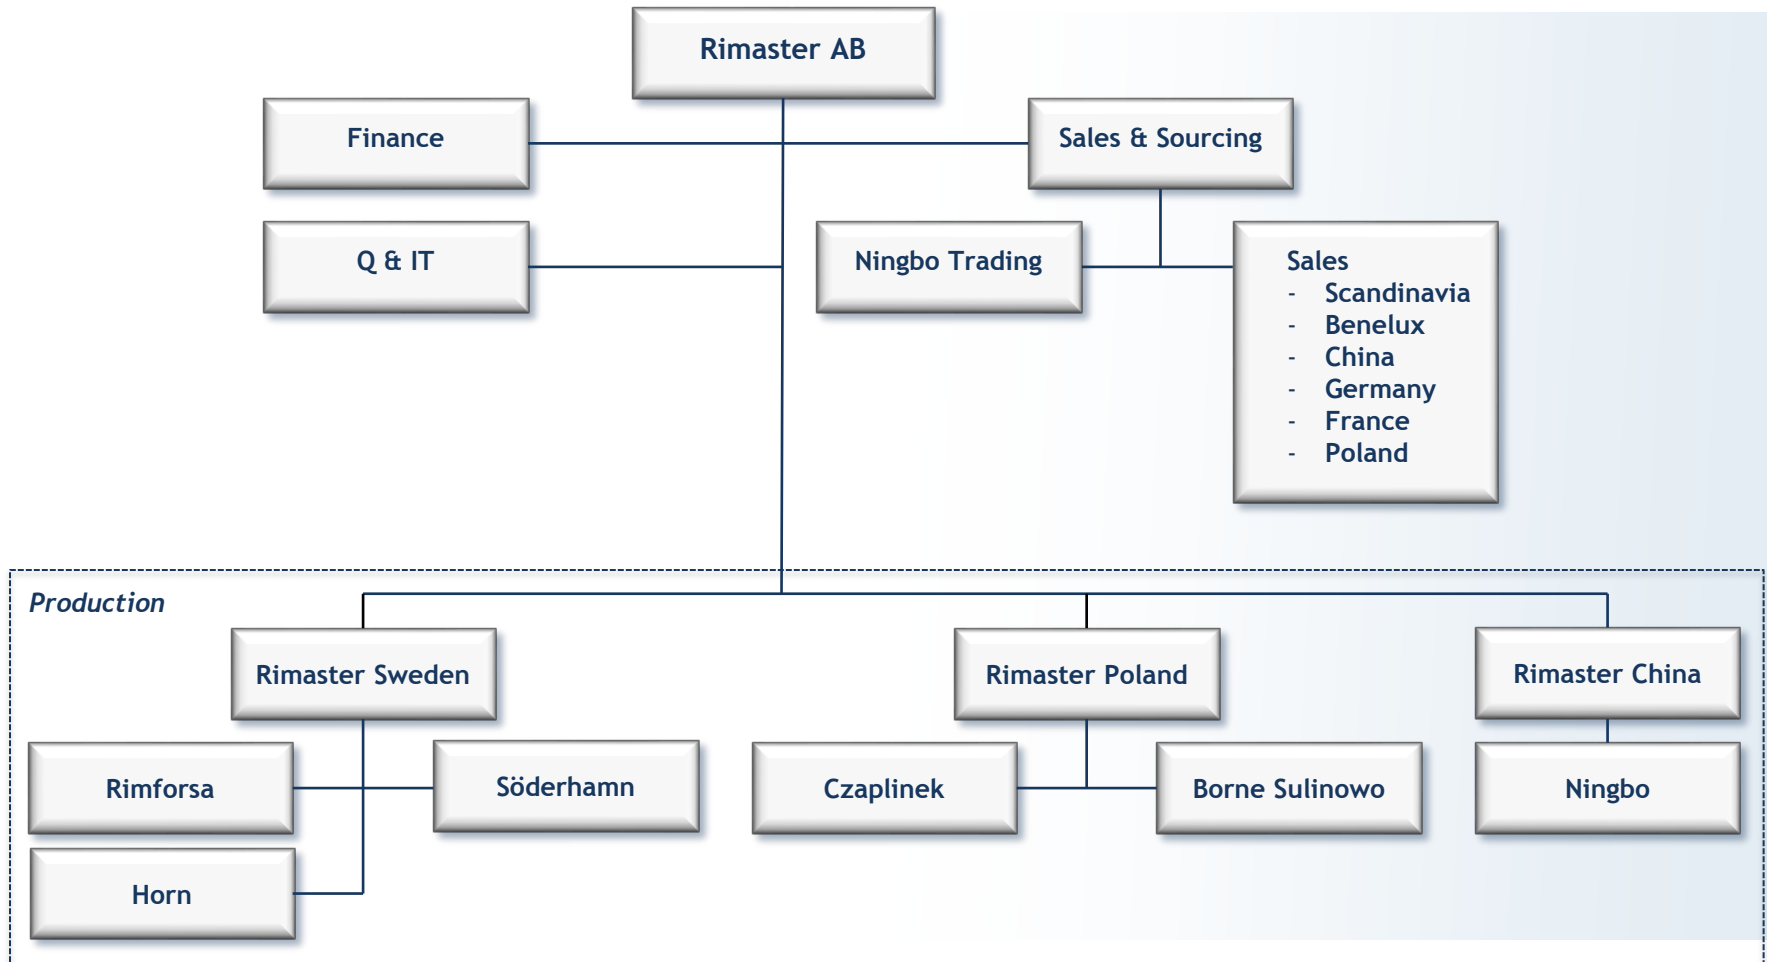 Rimaster AB
Finance
Sales & Sourcing
Q & IT
Ningbo Trading
Sales
- Scandinavia
- Benelux
- China
- Germany
- France
- Poland
Production
Rimaster Sweden
Rimaster Poland
Rimaster China
Rimforsa
Söderhamn
Czaplinek
Borne Sulinowo
Ningbo
Horn